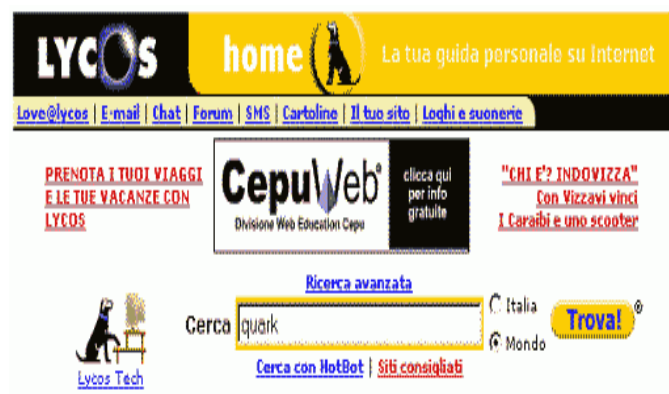 LYCOS home La tua guida personale su Internet
Love@lycos | E-mail | Chat | Forum | SMS | Cartoline | Il tuo sito | Loghi e suonerie
PRENOTA I TUOI VIAGGI
E LE TUE VACANZE CON
LYCOS
CepuWeb
Divisione Web Education Cepu
clicca qui
per info
gratuite
"CHI E'? INDOVIZZA"
Con Vizzavi vinci
I Caraibi e uno scooter
Ricerca avanzata
Cerca quark
Italia
Mondo
Trova!
Cerca con HotBot | Siti consigliati
Lycos Tech